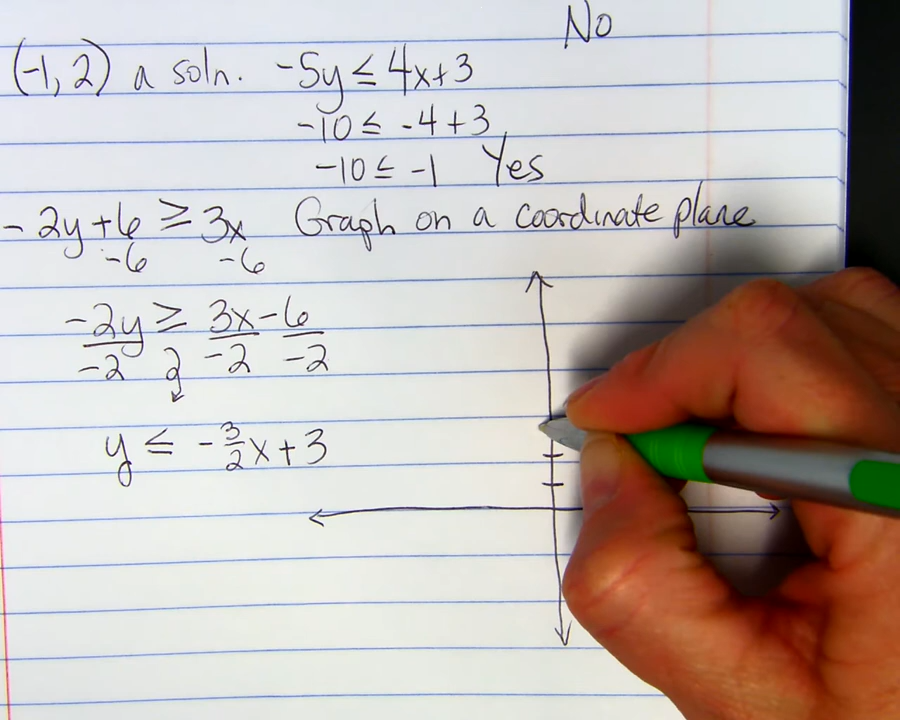 No
(-1, 2) a soln. -5y ≤ 4x+3
-10 ≤ -4 + 3
-10 ≤ -1 Yes
- 2y + 6 ≥ 3x Graph on a coordinate plane
-6 -6
-2y ≥ 3x - 6
-2 -2 -2
y ≤ -3/2x + 3